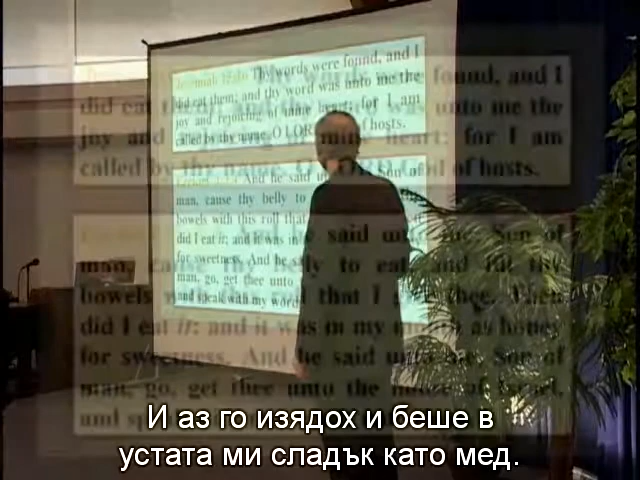 Jeremiah Thy words were found, and I
did eat them; and thy word was unto me the
joy and rejoicing of mine heart: for I am
called by thy name, O LORD God of hosts.
And he said unto me, Son of
man, cause thy belly to eat, and fill thy
bowels with this roll that I give thee. Then
did I eat it; and it was in my mouth as honey
for sweetness. And he said unto me, Son of
man, go, get thee unto the house of Israel,
and speak with my words
И аз го изядох и беше в
устата ми сладък като мед.